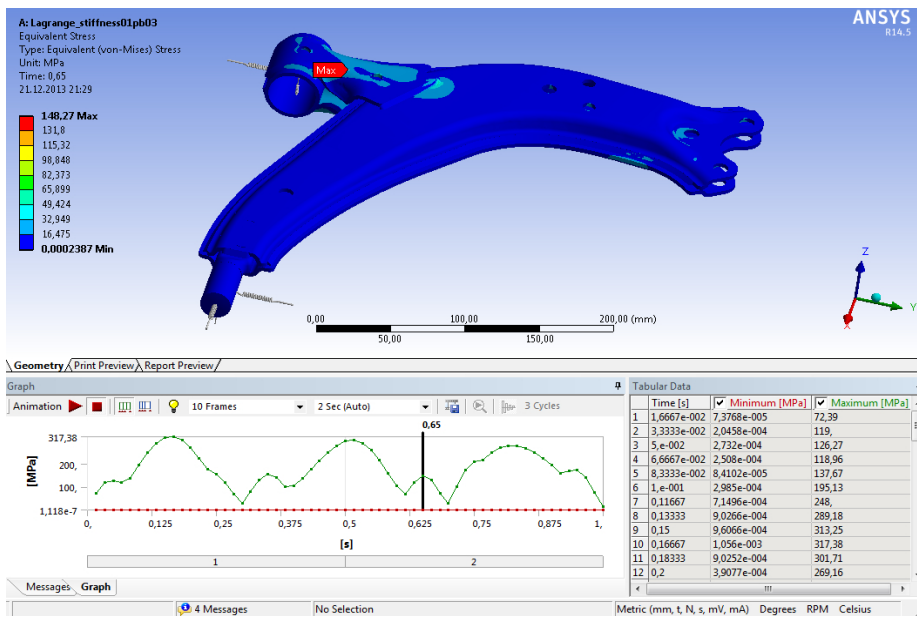 A: Lagrange_stiffness01pb03
Equivalent Stress
Type: Equivalent (von-Mises) Stress
Unit: MPa
Time: 0,65
21.12.2013 21:29
ANSYS
R14.5
148,27 Max
131,8
115,32
98,848
82,373
65,899
49,424
32,949
16,475
0,0002387 Min
Max
Z
Y
X
0,00 100,00 200,00 (mm)
50,00 150,00
Geometry Print Preview Report Preview
Graph
Animation 10 Frames 2 Sec (Auto) 3 Cycles
0,65
317,38
200,
100,
1,118e-7
[MPa]
0, 0,125 0,25 0,375 0,5 0,625 0,75 0,875 1,
[s]
1 2
Messages Graph
Tabular Data
Time [s] Minimum [MPa] Maximum [MPa]
1 1,6667e-002 7,3768e-005 72,39
2 3,3333e-002 2,0458e-004 119,
3 5,e-002 2,732e-004 126,27
4 6,6667e-002 2,508e-004 118,96
5 8,3333e-002 8,4102e-005 137,67
6 1,e-001 2,985e-004 195,13
7 0,11667 7,1496e-004 248,
8 0,13333 9,0266e-004 289,18
9 0,15 9,6066e-004 313,25
10 0,16667 1,056e-003 317,38
11 0,18333 9,0252e-004 301,71
12 0,2 3,9077e-004 269,16
4 Messages No Selection Metric (mm, t, N, s, mV, mA) Degrees RPM Celsius